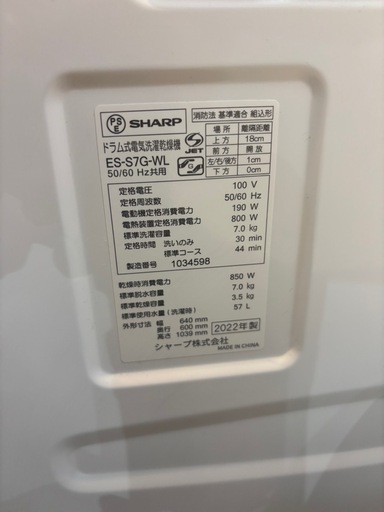 PS
E
SHARP
ドラム式電気洗濯乾燥機
ES-S7G-WL
50/60 Hz共用
S
JET
消防法 基準適合 組込形
場所 離隔距離
上方 18cm
前方 開放
左/右/後方 1cm
下方 0cm
定格電圧 100 V
定格周波数 50/60 Hz
電動機定格消費電力 190 W
電熱装置定格消費電力 800 W
標準洗濯容量 7.0 kg
定格時間 洗いのみ 30 min
標準コース 44 min
製造番号 1034598
乾燥時消費電力 850 W
標準脱水容量 7.0 kg
標準乾燥容量 3.5 kg
標準使用水量（洗濯時） 57 L
外形寸法 幅 640 mm
奥行 600 mm
高さ 1039 mm
2022年製
シャープ株式会社
MADE IN CHINA